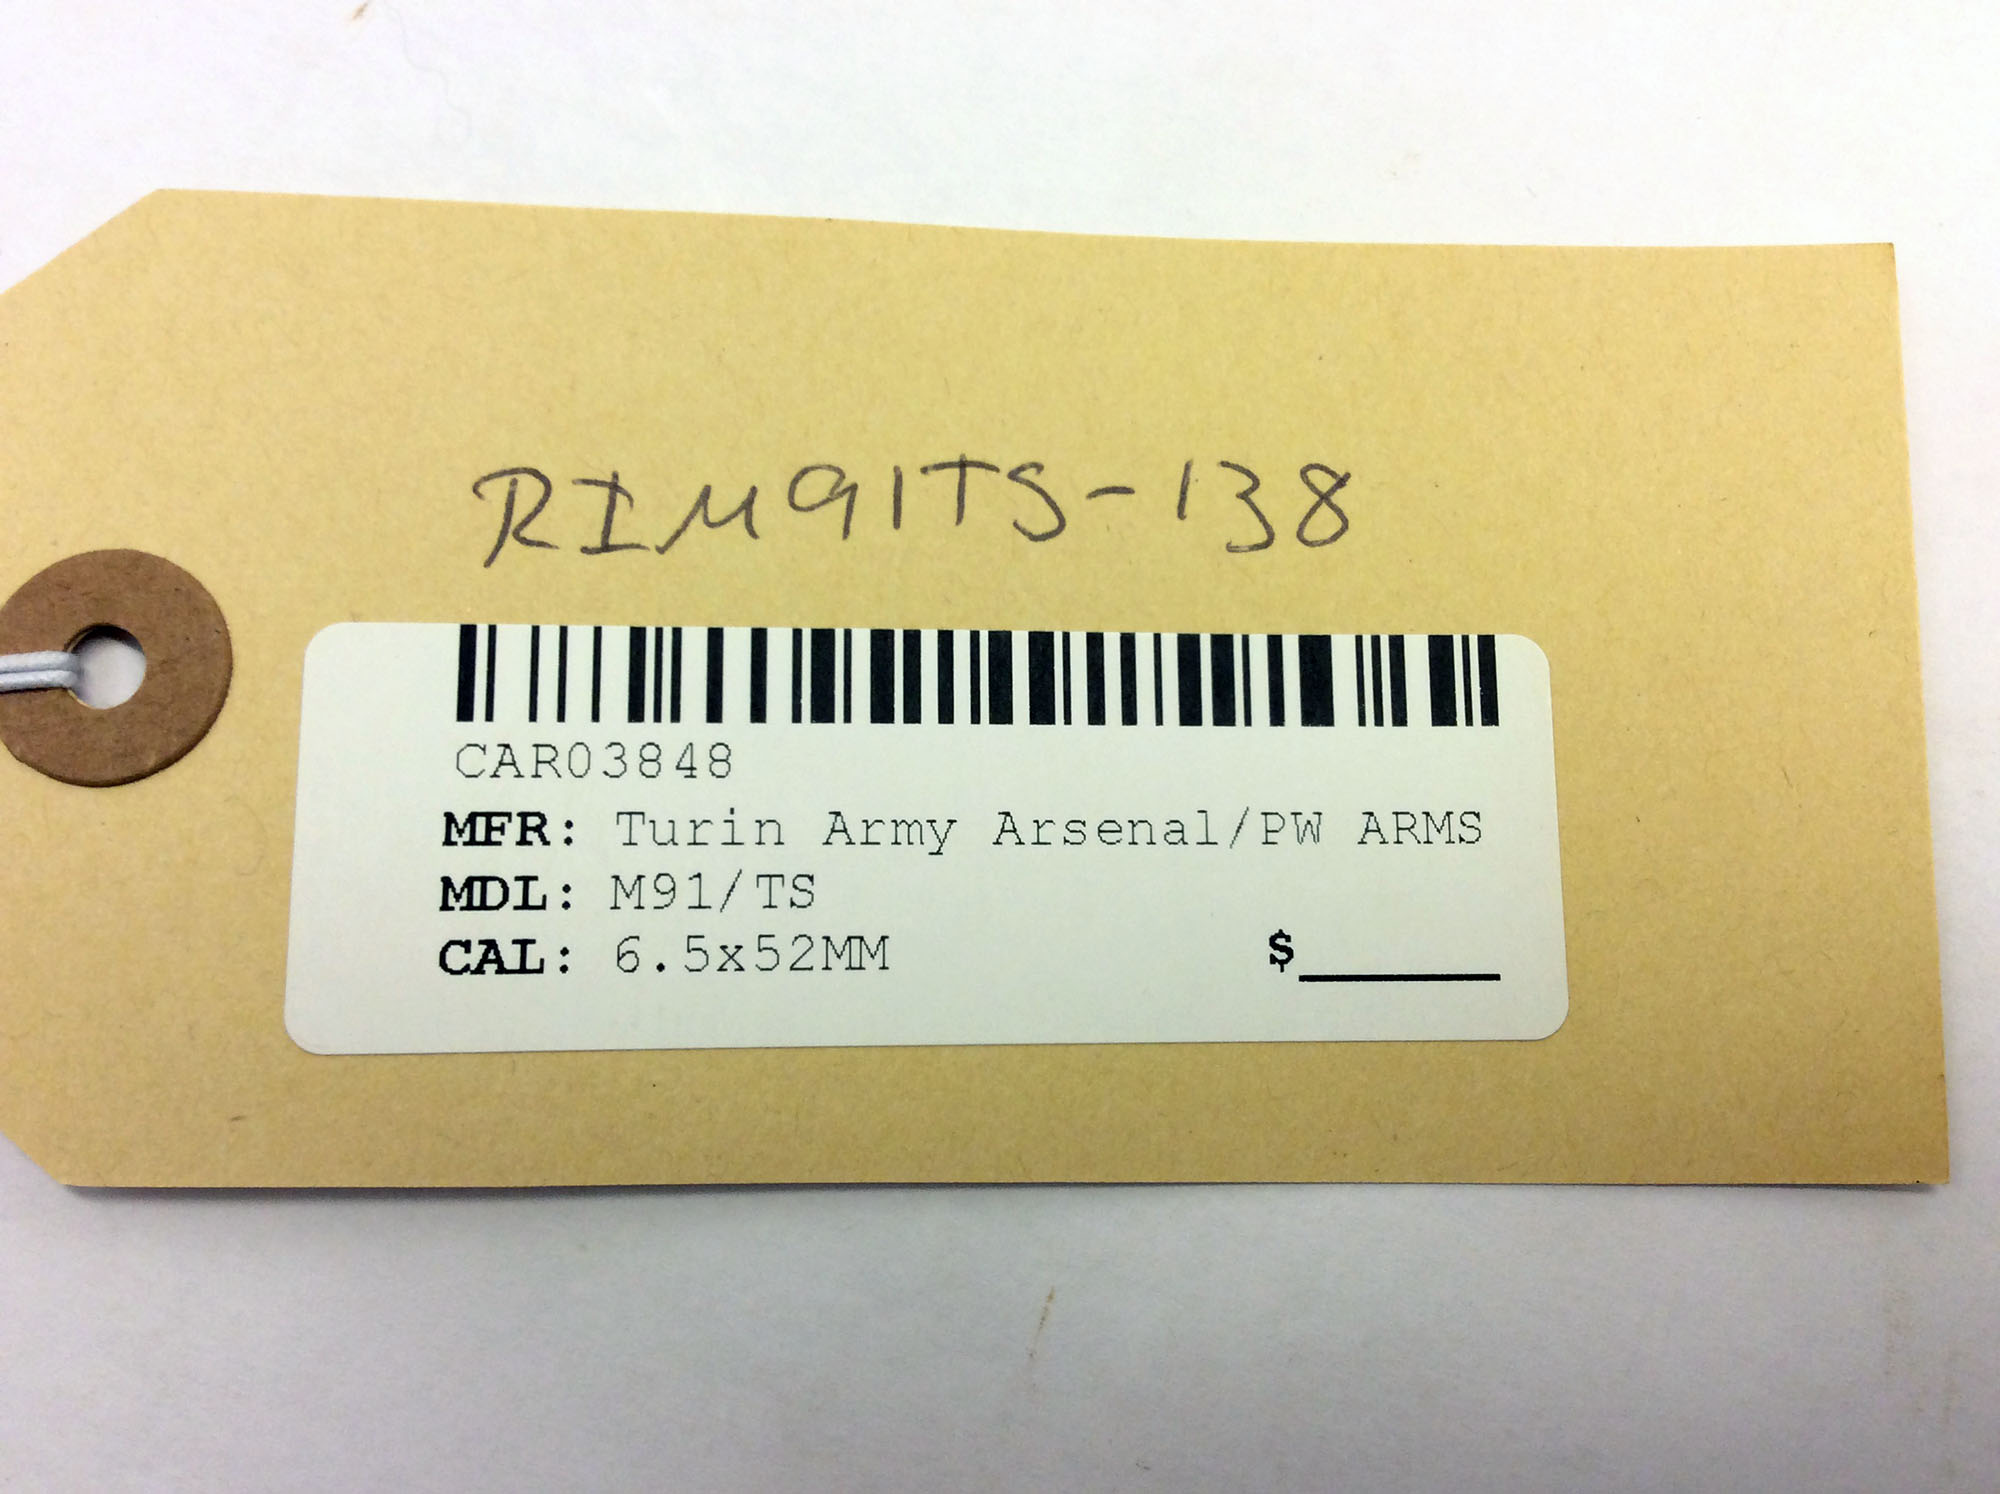 RIM91TS-138
CAR03848
MFR: Turin Army Arsenal/PW ARMS
MDL: M91/TS
CAL: 6.5x52MM
$